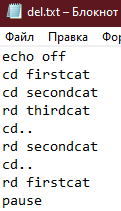 del.txt – Блокнот
Файл Правка Фор
echo off
cd firstcat
cd secondcat
rd thirdcat
cd..
rd secondcat
cd..
rd firstcat
pause